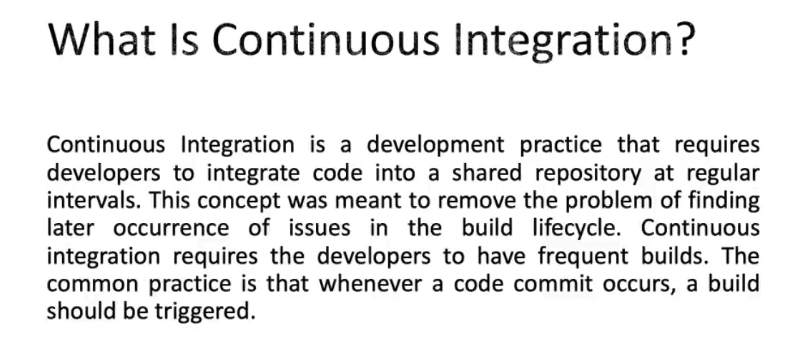 What Is Continuous Integration?
Continuous Integration is a development practice that requires
developers to integrate code into a shared repository at regular
intervals. This concept was meant to remove the problem of finding
later occurrence of issues in the build lifecycle. Continuous
integration requires the developers to have frequent builds. The
common practice is that whenever a code commit occurs, a build
should be triggered.